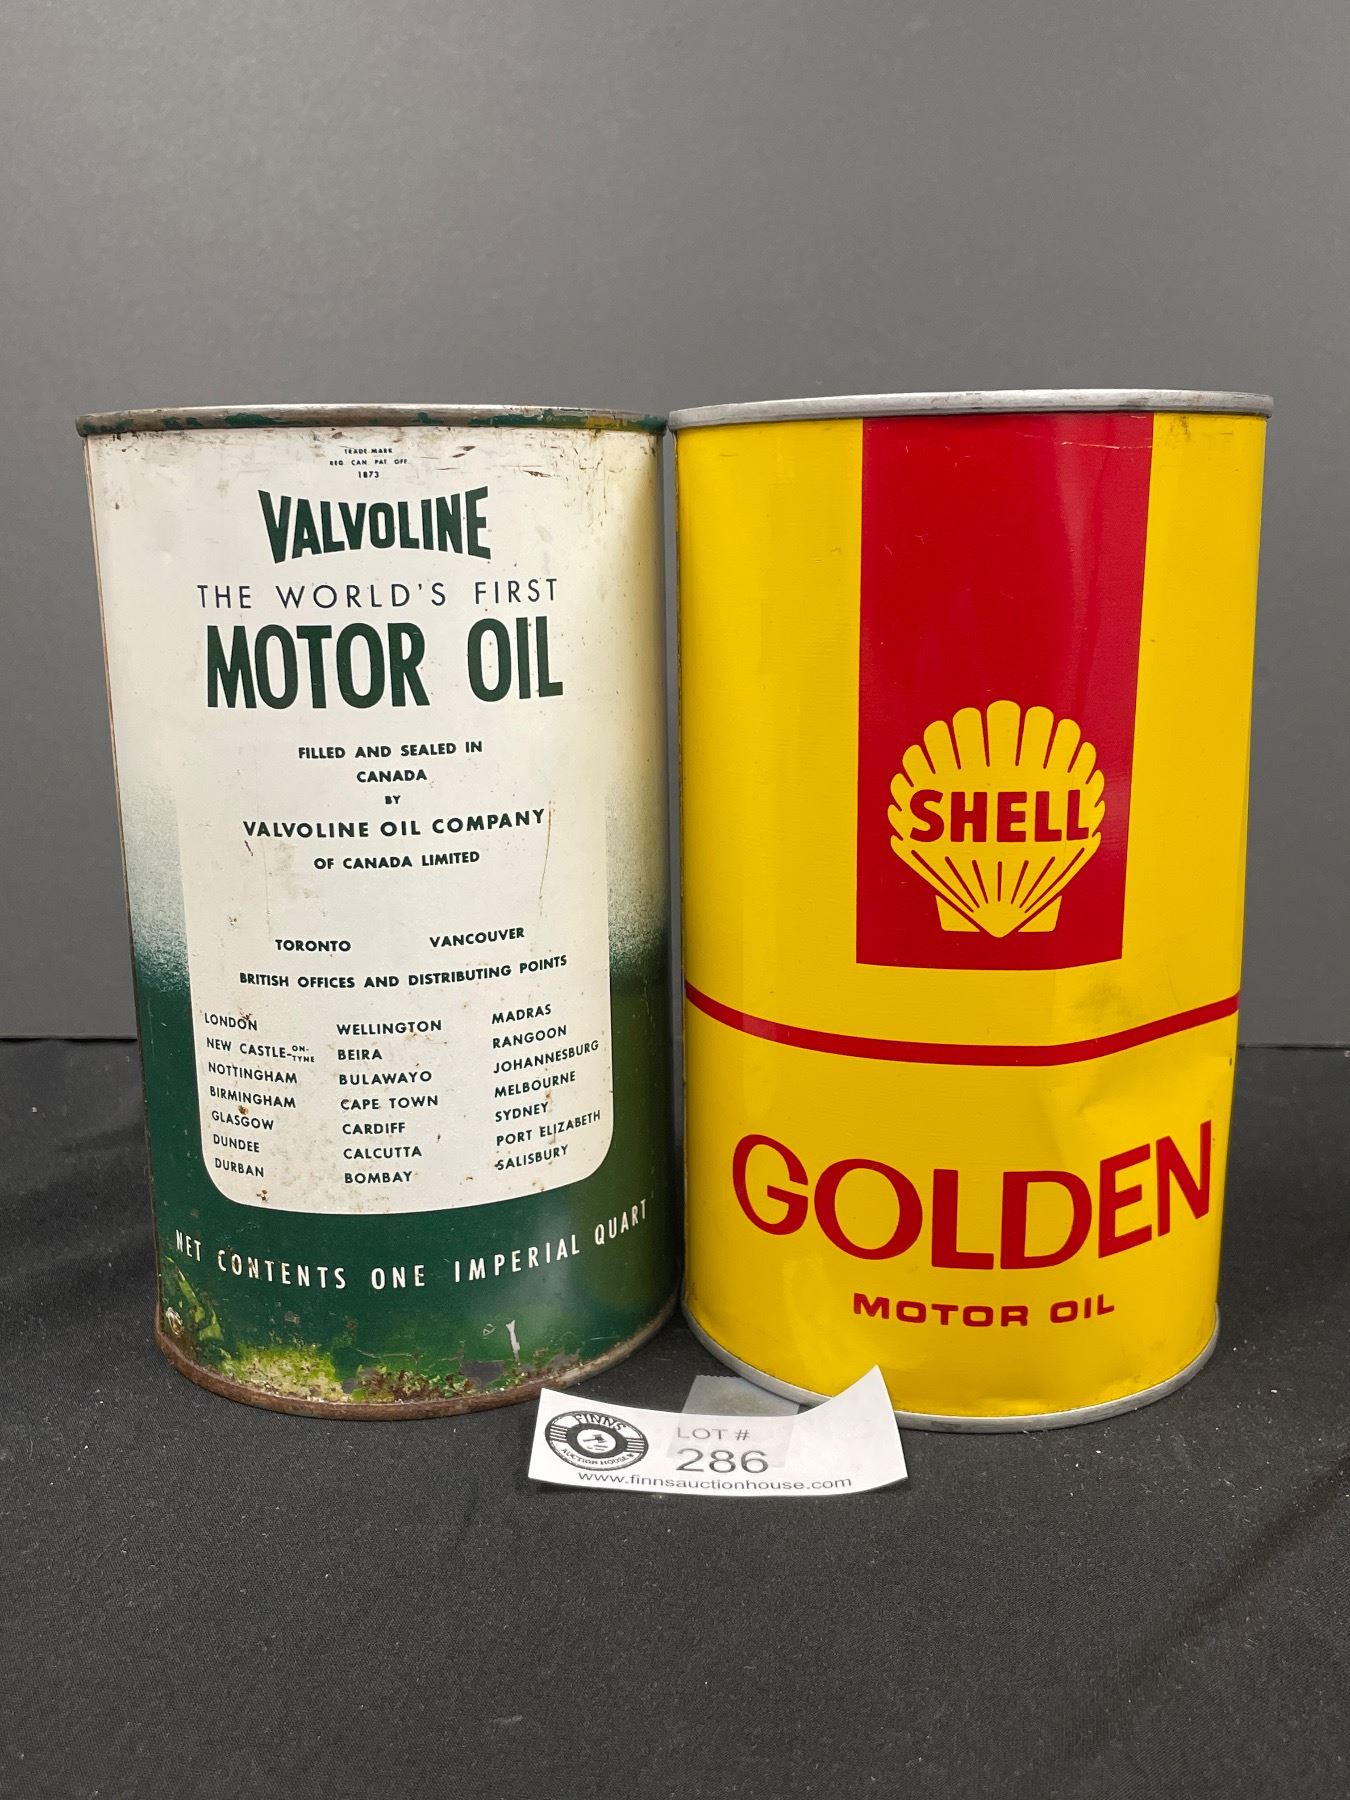 TRADE MARK
REG. CAN. PAT. OFF.
1873
VALVOLINE
THE WORLD'S FIRST
MOTOR OIL
FILLED AND SEALED IN
CANADA
BY
VALVOLINE OIL COMPANY
OF CANADA LIMITED
TORONTO VANCOUVER
BRITISH OFFICES AND DISTRIBUTING POINTS
LONDON
NEW CASTLE-ON-TYNE
NOTTINGHAM
BIRMINGHAM
GLASGOW
DUNDEE
DURBAN
WELLINGTON
BEIRA
BULAWAYO
CAPE TOWN
CARDIFF
CALCUTTA
BOMBAY
MADRAS
RANGOON
JOHANNESBURG
MELBOURNE
SYDNEY
PORT ELIZABETH
SALISBURY
NET CONTENTS ONE IMPERIAL QUART
SHELL
GOLDEN
MOTOR OIL
FINNS
AUCTION HOUSE
LOT #
286
www.finnsauctionhouse.com